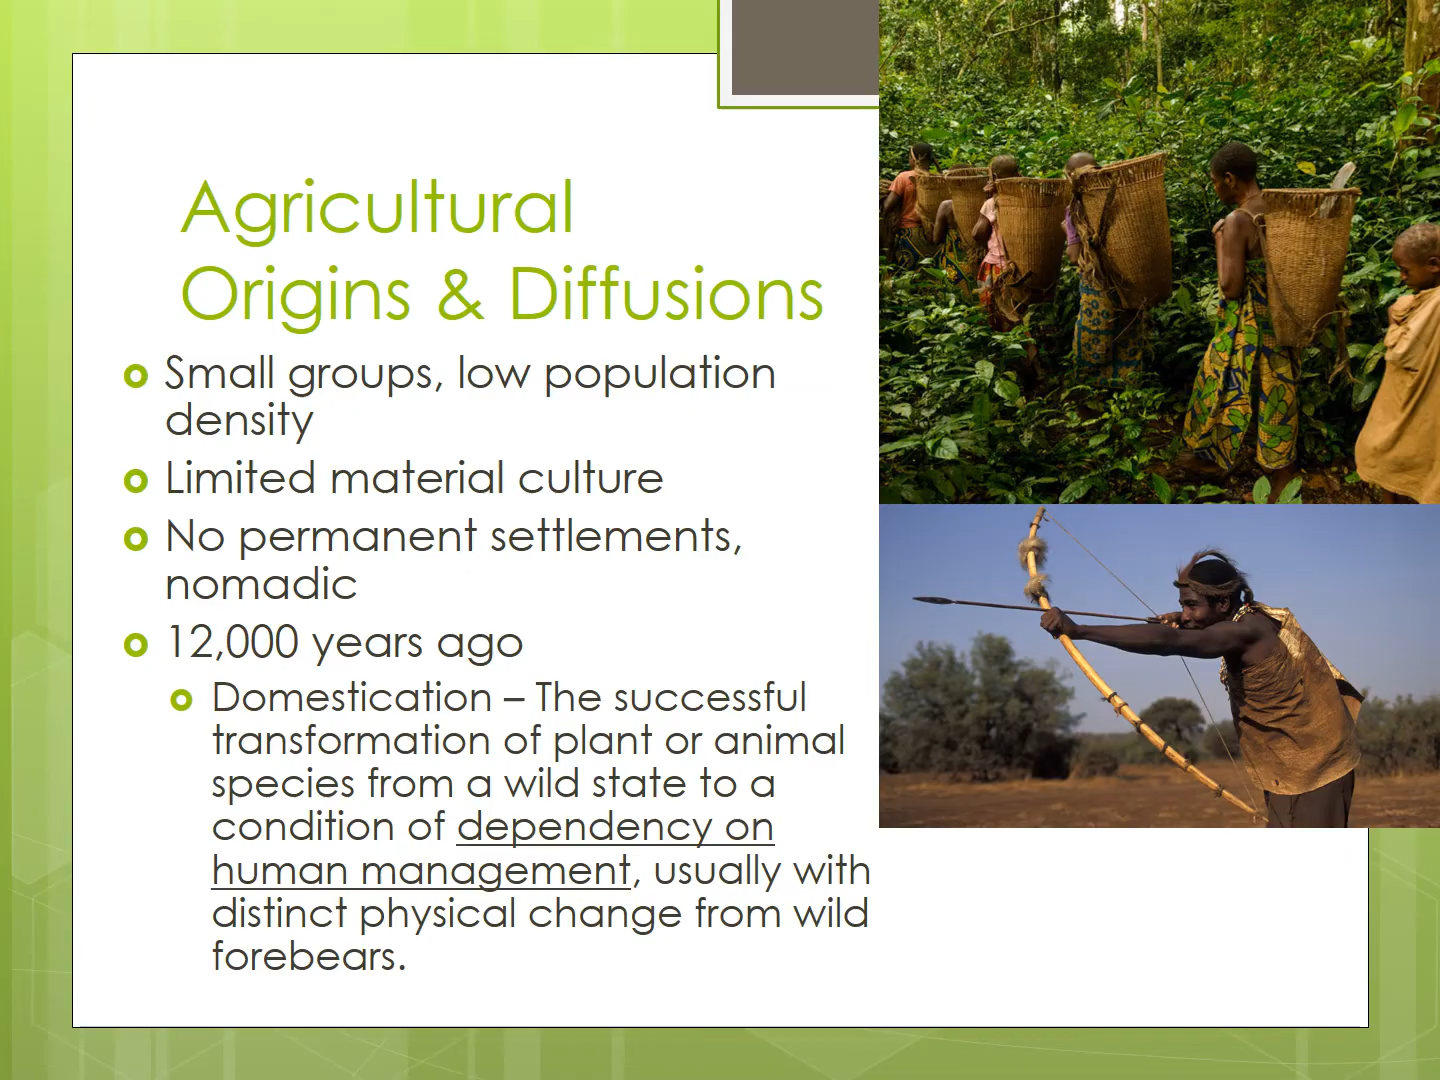 Agricultural
Origins & Diffusions
Small groups, low population
density
Limited material culture
No permanent settlements,
nomadic
12,000 years ago
Domestication – The successful
transformation of plant or animal
species from a wild state to a
condition of dependency on
human management, usually with
distinct physical change from wild
forebears.